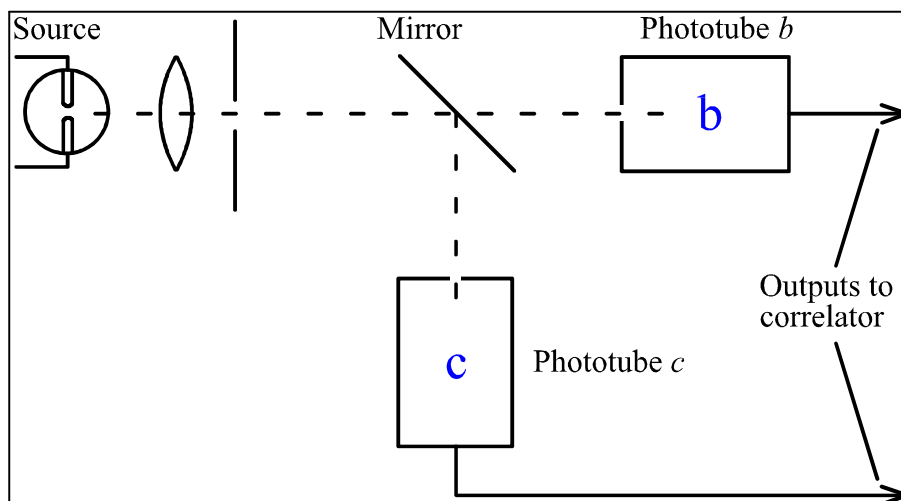 Source
Mirror
Phototube b
b
Outputs to
correlator
c
Phototube c